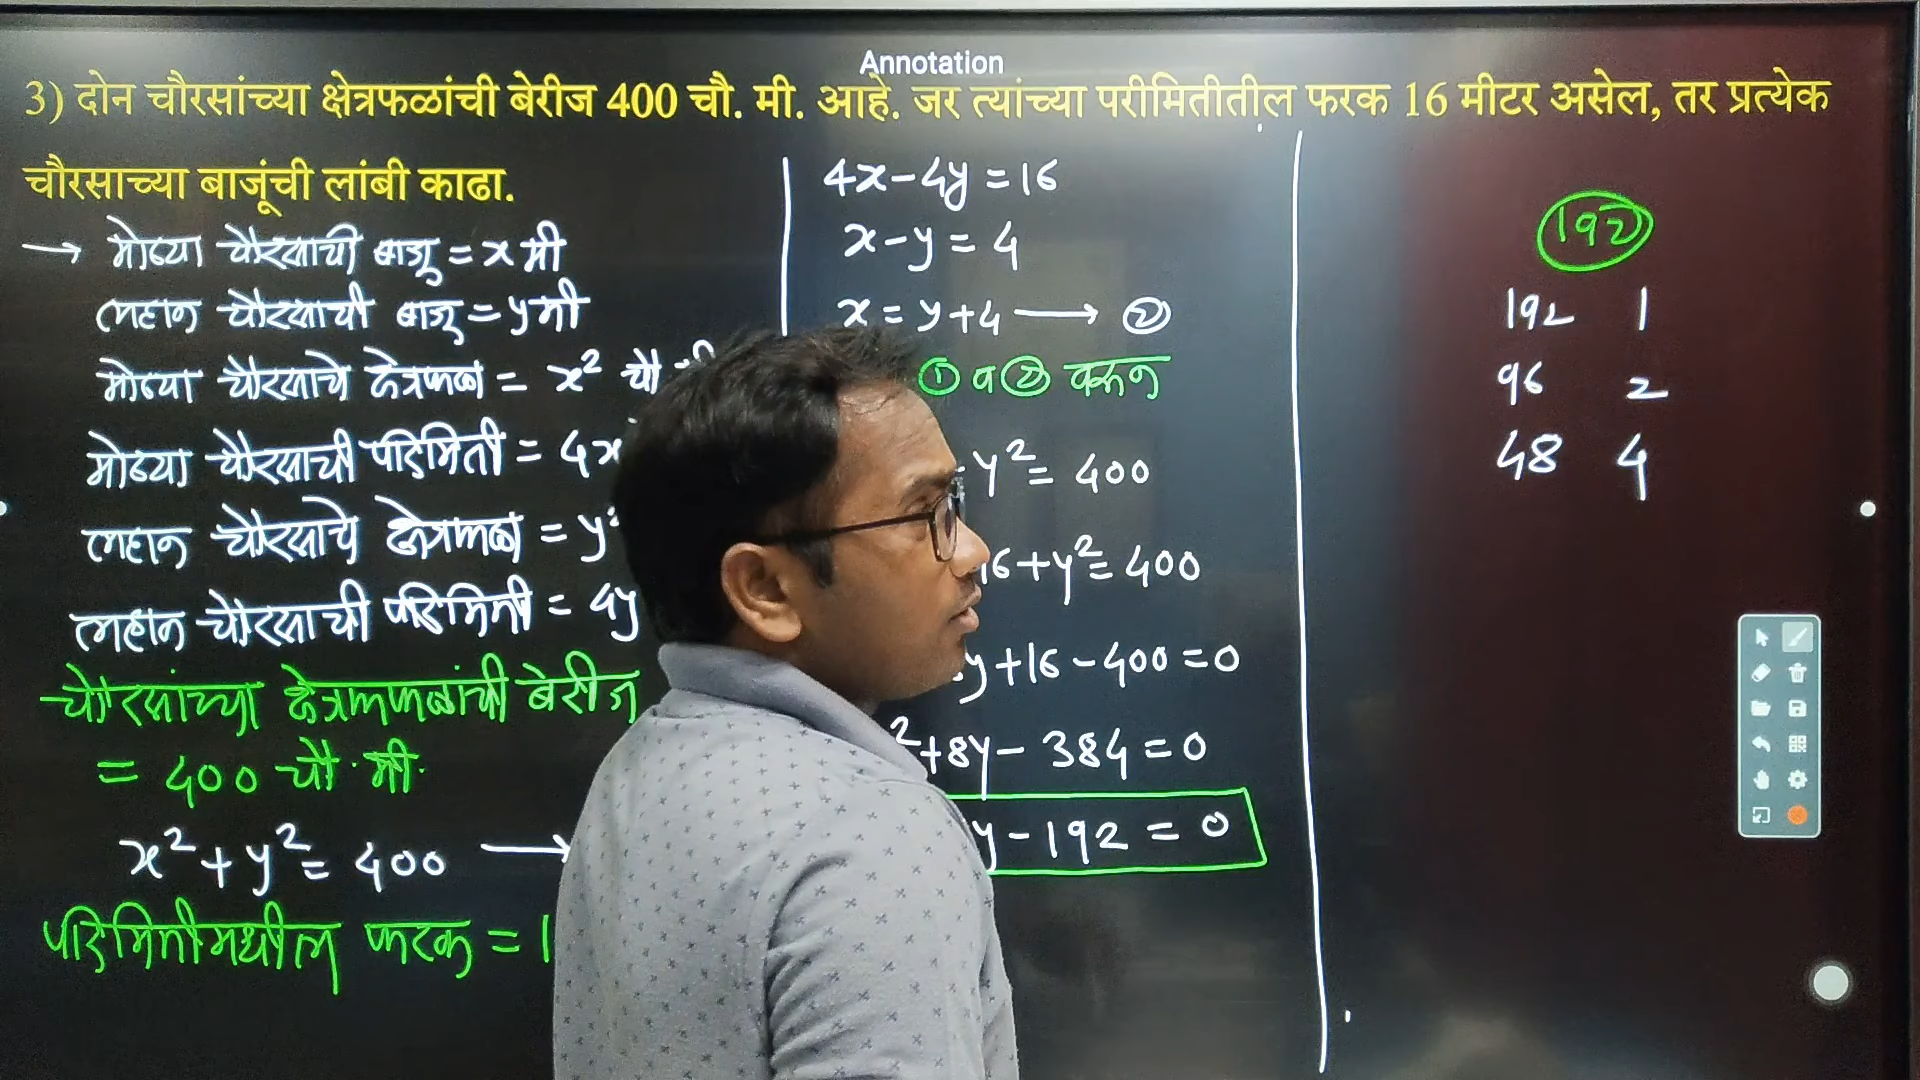 Annotation
3) दोन चौरसांच्या क्षेत्रफळांची बेरीज 400 चौ. मी. आहे. जर त्यांच्या परीमितीतील फरक 16 मीटर असेल, तर प्रत्येक
चौरसाच्या बाजूंची लांबी काढा.
→ मोठ्या चौरसाची बाजू = x मी
लहान चौरसाची बाजू = y मी
मोठ्या चौरसाचे क्षेत्रफळ = x² चौ
मोठ्या चौरसाची परिमिती = 4x
लहान चौरसाचे क्षेत्रफळ = y²
लहान चौरसाची परिमिती = 4y
चौरसांच्या क्षेत्रफळांची बेरीज
= 400 चौ. मी.
x² + y² = 400 →
परिमितीमधील फरक = 1
4x - 4y = 16
x - y = 4
x = y + 4 → ②
① व ② वरून
y² = 400
16 + y² = 400
y + 16 - 400 = 0
² + 8y - 384 = 0
y - 192 = 0
192
192 1
96 2
48 4